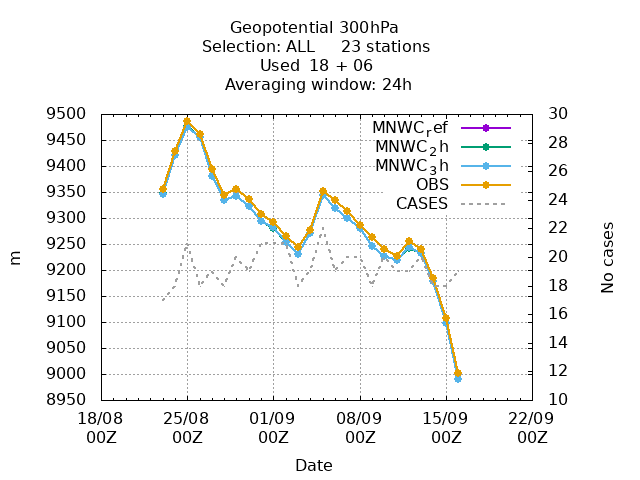 Geopotential 300hPa
Selection: ALL     23 stations
Used  18 + 06
Averaging window: 24h
9500
9450
9400
9350
9300
9250
9200
9150
9100
9050
9000
8950
m
30
28
26
24
22
20
18
16
14
12
10
No cases
MNWCref
MNWC2h
MNWC3h
OBS
CASES
18/08 25/08 01/09 08/09 15/09 22/09
00Z 00Z 00Z 00Z 00Z 00Z
Date